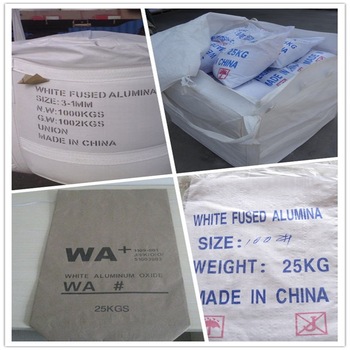 WHITE FUSED ALUMINA
SIZE:3-1MM
N.W:1000KGS
G.W:1002KGS
UNION
MADE IN CHINA
25KG
CHINA
WA+
WHITE ALUMINUM OXIDE
WA #
25KGS
WHITE FUSED ALUMINA
SIZE:
WEIGHT: 25KG
MADE IN CHINA